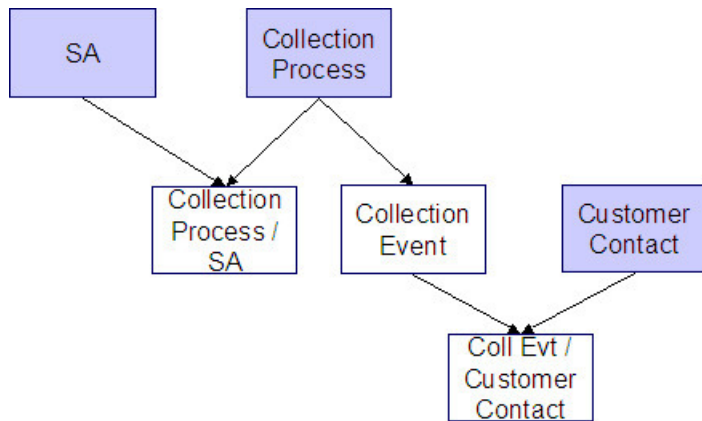 SA
Collection
Process
Collection
Process /
SA
Collection
Event
Customer
Contact
Coll Evt /
Customer
Contact